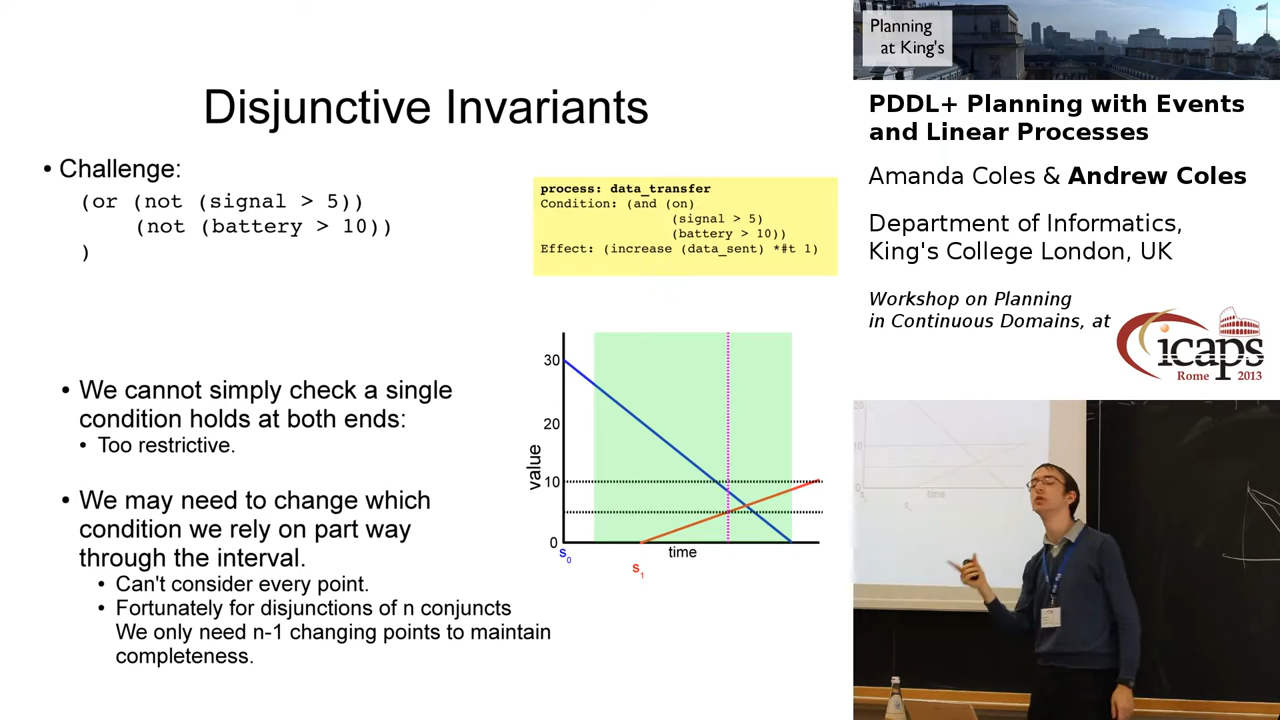 Disjunctive Invariants
• Challenge:
(or (not (signal > 5))
(not (battery > 10))
)
process: data_transfer
Condition: (and (on)
(signal > 5)
(battery > 10))
Effect: (increase (data_sent) *#t 1)
• We cannot simply check a single
condition holds at both ends:
• Too restrictive.
• We may need to change which
condition we rely on part way
through the interval.
• Can't consider every point.
• Fortunately for disjunctions of n conjuncts
We only need n-1 changing points to maintain
completeness.
30
20
10
0
value
time
S0
S1
Planning
at King's
PDDL+ Planning with Events
and Linear Processes
Amanda Coles & Andrew Coles
Department of Informatics,
King's College London, UK
Workshop on Planning
in Continuous Domains, at
icaps
Rome 2013
20
10
0
time
s